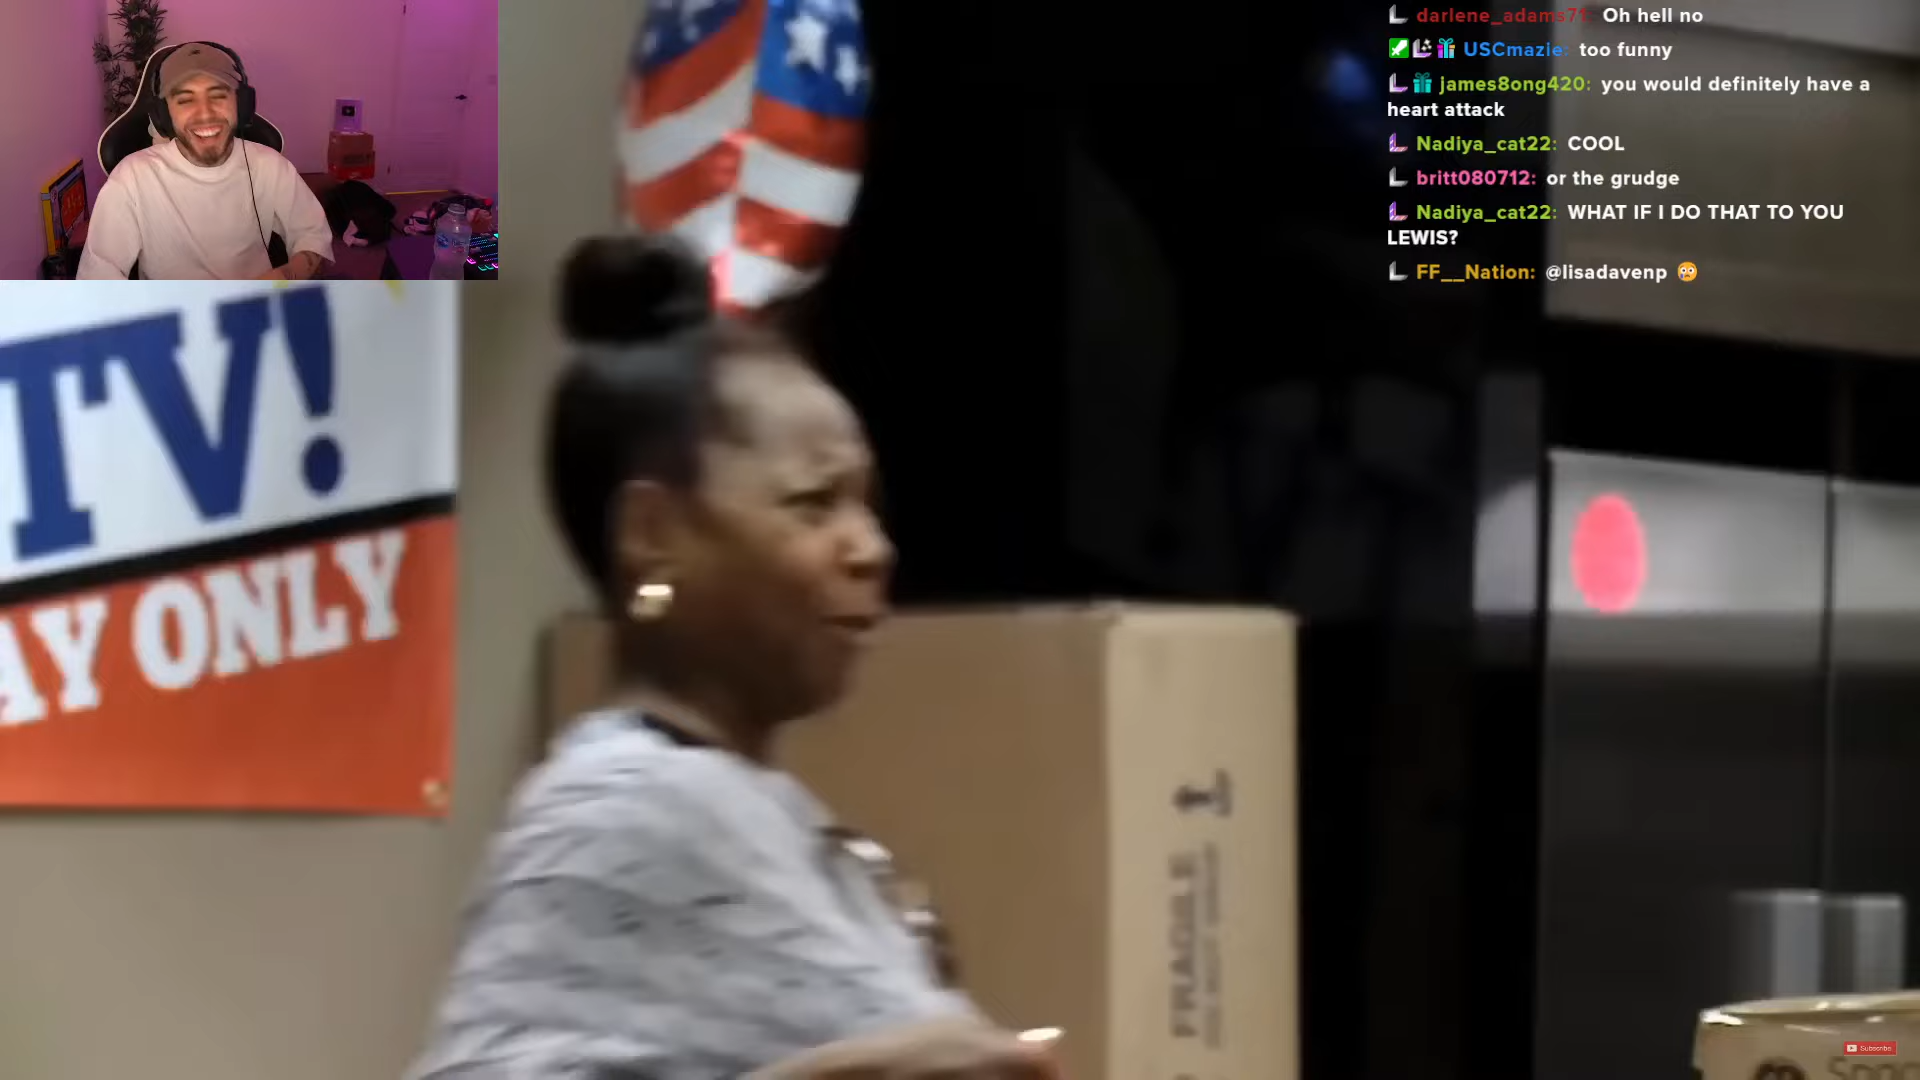 darlene_adams71: Oh hell no
USCmazie: too funny
james8ong420: you would definitely have a
heart attack
Nadiya_cat22: COOL
britt080712: or the grudge
Nadiya_cat22: WHAT IF I DO THAT TO YOU
LEWIS?
FF__Nation: @lisadavenp
TV!
AY ONLY
FRAGILE
Subscribe